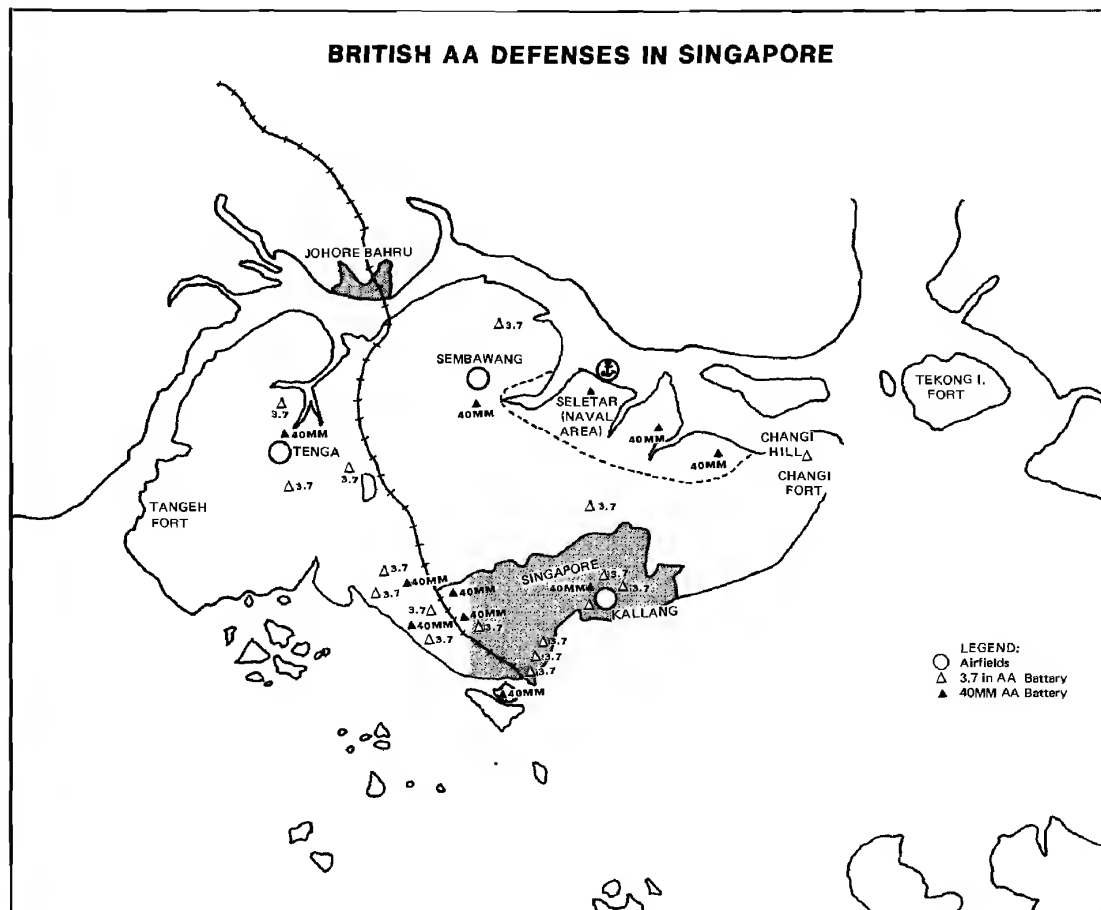 BRITISH AA DEFENSES IN SINGAPORE
JOHORE BAHRU
3.7
SEMBAWANG
40MM
SELETAR
(NAVAL
AREA)
TEKONG I.
FORT
3.7
40MM
TENGA
3.7
3.7
40MM
40MM
CHANGI
HILL
CHANGI
FORT
TANGEH
FORT
3.7
SINGAPORE
3.7
40MM
40MM
3.7
40MM
3.7
3.7
3.7
40MM
40MM
3.7
3.7
KALLANG
3.7
3.7
3.7
40MM
LEGEND:
Airfields
3.7 in AA Battary
40MM AA Battery